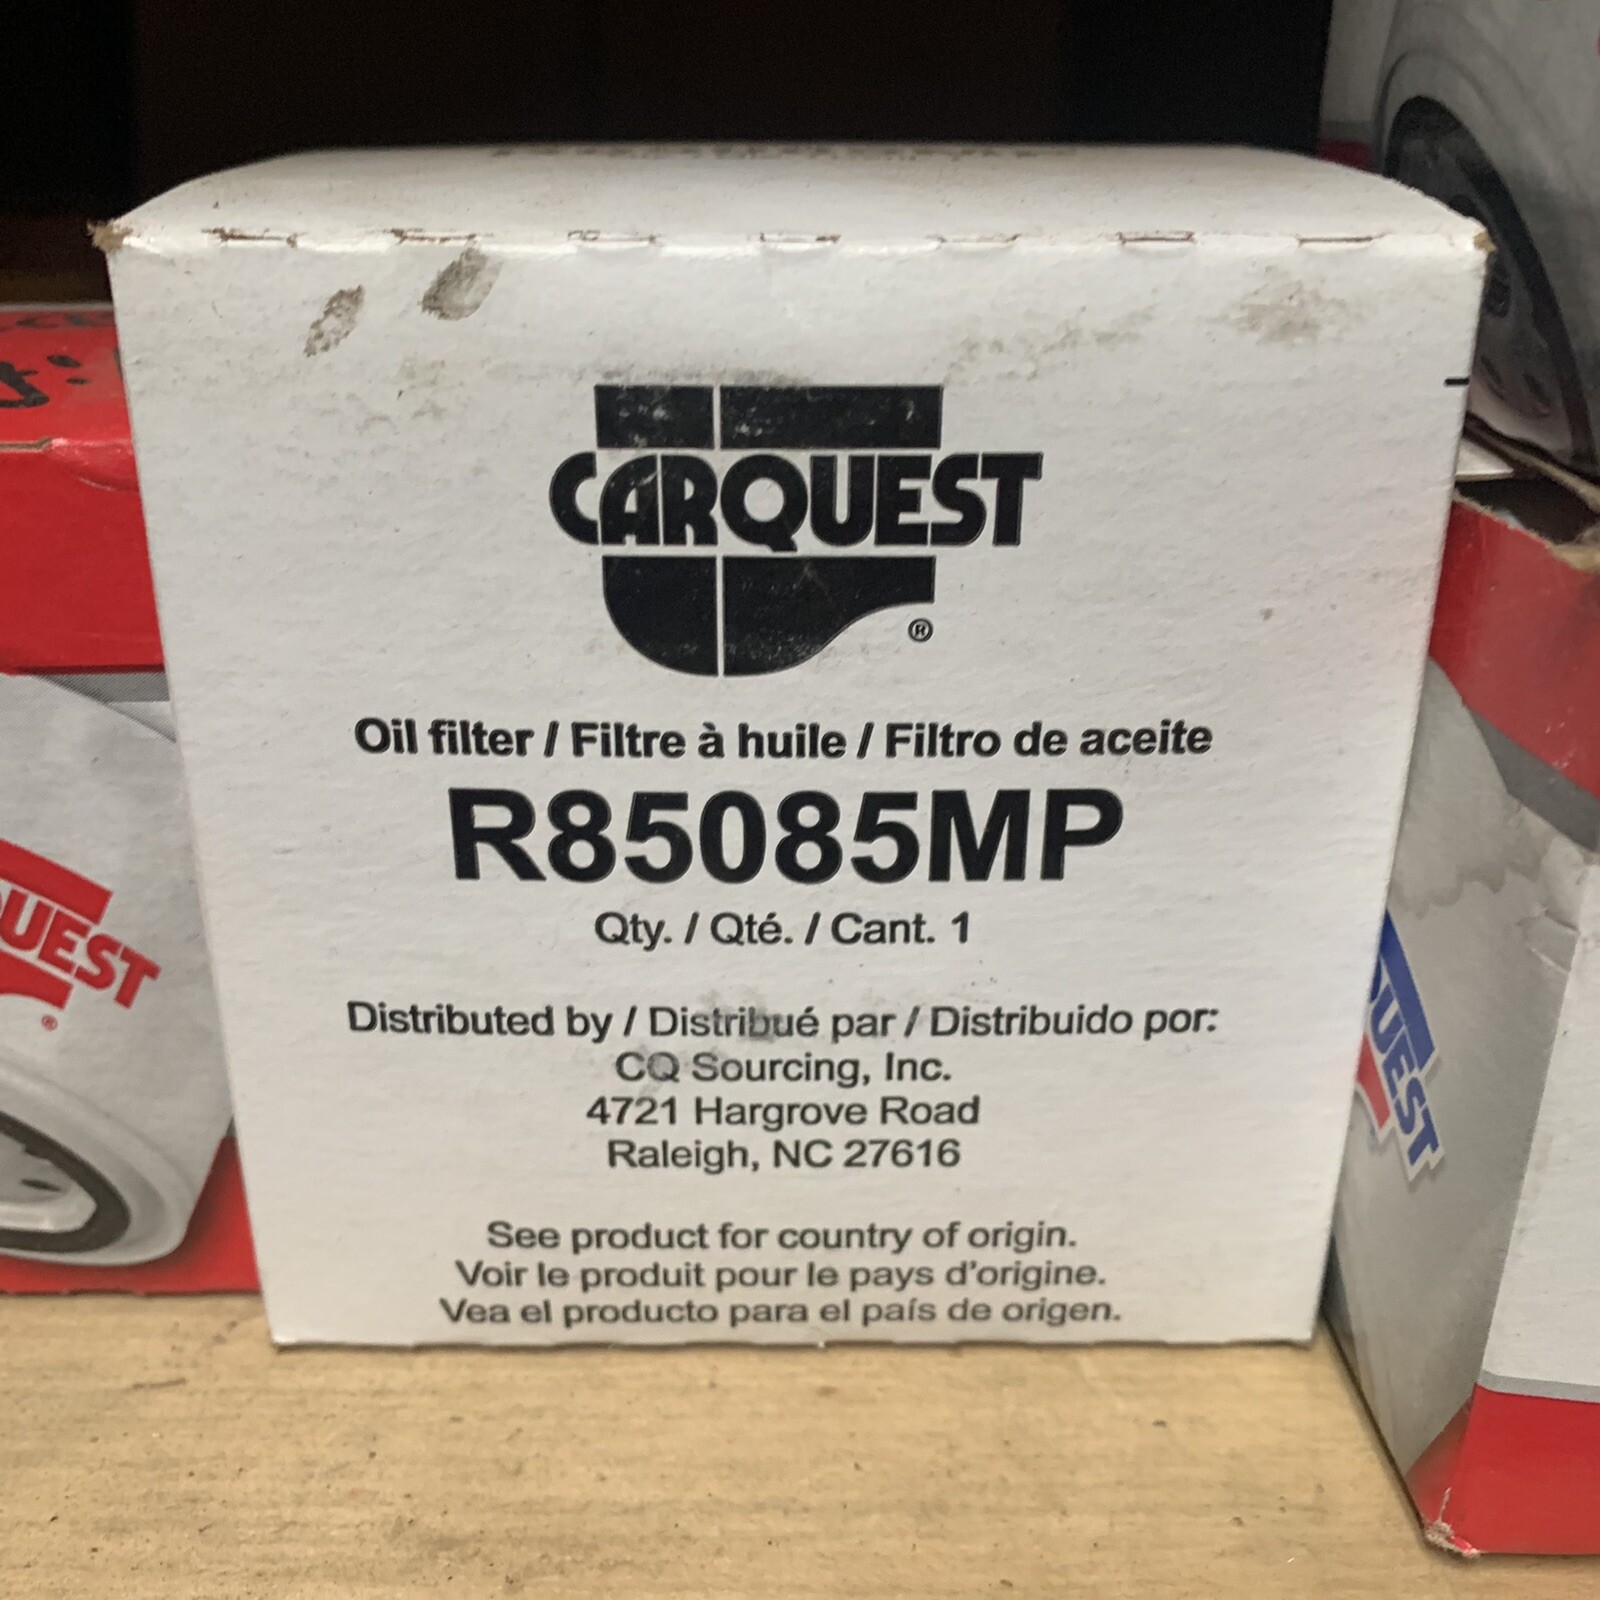 CARQUEST
®
Oil filter / Filtre à huile / Filtro de aceite
R85085MP
Qty. / Qté. / Cant. 1
Distributed by / Distribué par / Distribuido por:
CQ Sourcing, Inc.
4721 Hargrove Road
Raleigh, NC 27616
See product for country of origin.
Voir le produit pour le pays d'origine.
Vea el producto para el país de origen.
UEST
®
QUEST